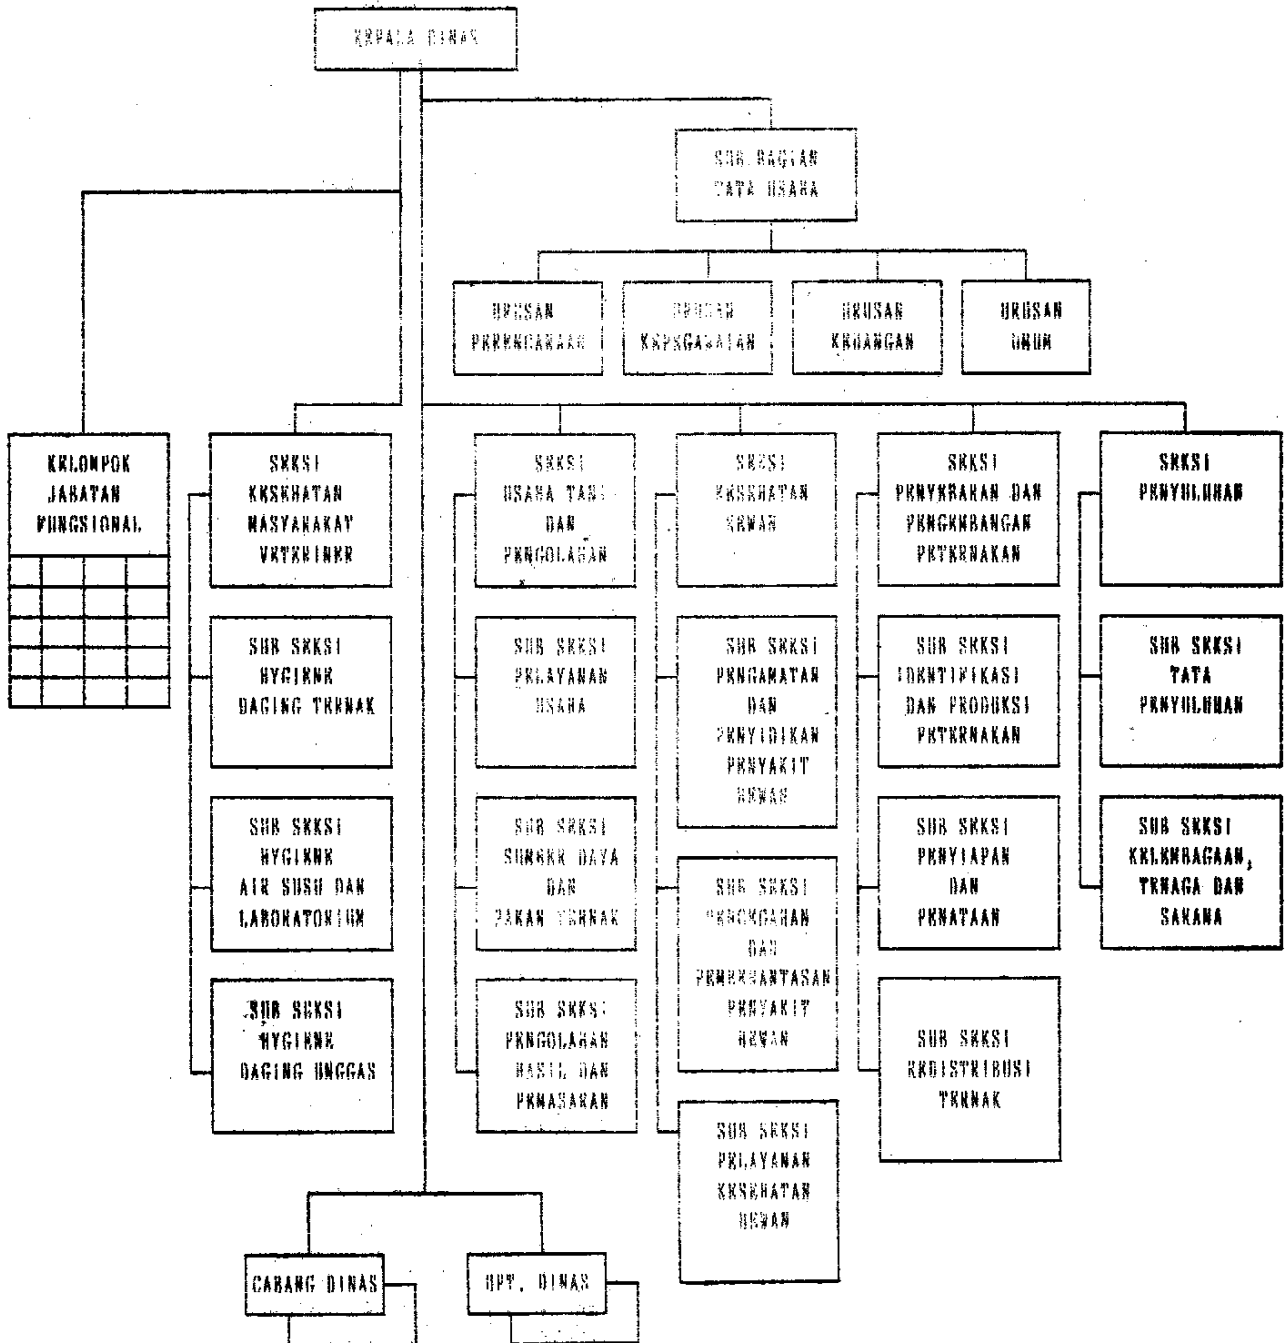 KEPALA DINAS
SUB BAGIAN
TATA USAHA
URUSAN
PERENCANAAN
URUSAN
KEPEGAWAIAN
URUSAN
KEUANGAN
URUSAN
UMUM
KELOMPOK
JABATAN
FUNGSIONAL
SEKSI
KESEHATAN
MASYARAKAT
VETERINER
SEKSI
USAHA TANI
DAN
PENGOLAHAN
SEKSI
KESEHATAN
HEWAN
SEKSI
PENYEBARAN DAN
PENGEMBANGAN
PETERNAKAN
SEKSI
PENYULUHAN
SUB SEKSI
HYGIENE
DAGING TERNAK
SUB SEKSI
PELAYANAN
USAHA
SUB SEKSI
PENGAMATAN
DAN
PENYIDIKAN
PENYAKIT
HEWAN
SUB SEKSI
IDENTIFIKASI
DAN PRODUKSI
PETERNAKAN
SUB SEKSI
TATA
PENYULUHAN
SUB SEKSI
HYGIENE
AIR SUSU DAN
LABORATORIUM
SUB SEKSI
SUMBER DAYA
DAN
PAKAN TERNAK
SUB SEKSI
PENCEGAHAN
DAN
PEMBERANTASAN
PENYAKIT
HEWAN
SUB SEKSI
PENYIAPAN
DAN
PENATAAN
SUB SEKSI
KELEMBAGAAN,
TENAGA DAN
SARANA
SUB SEKSI
HYGIENE
DAGING UNGGAS
SUB SEKSI
PENGOLAHAN
HASIL DAN
PEMASARAN
SUB SEKSI
PELAYANAN
KESEHATAN
HEWAN
SUB SEKSI
REDISTRIBUSI
TERNAK
CABANG DINAS
UPT. DINAS